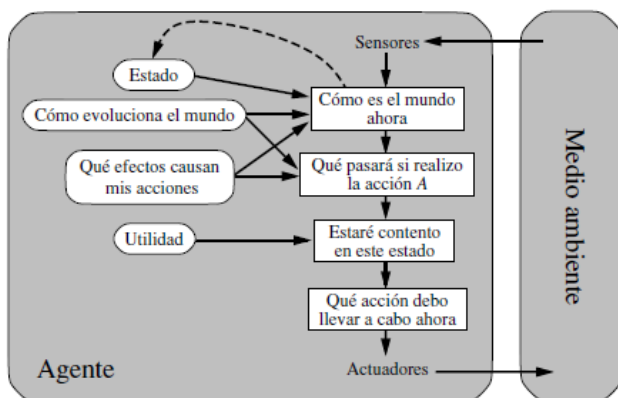 Sensores
Estado
Cómo es el mundo
ahora
Cómo evoluciona el mundo
Qué efectos causan
mis acciones
Qué pasará si realizo
la acción A
Utilidad
Estaré contento
en este estado
Qué acción debo
llevar a cabo ahora
Agente
Actuadores
Medio ambiente